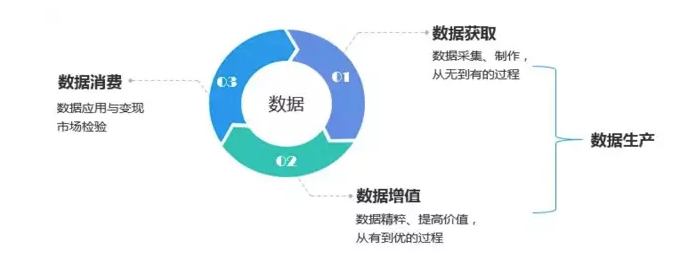 数据获取
数据采集、制作，
从无到有的过程
01
数据消费
数据应用与变现
市场检验
03
数据
02
数据增值
数据精粹、提高价值，
从有到优的过程
数据生产